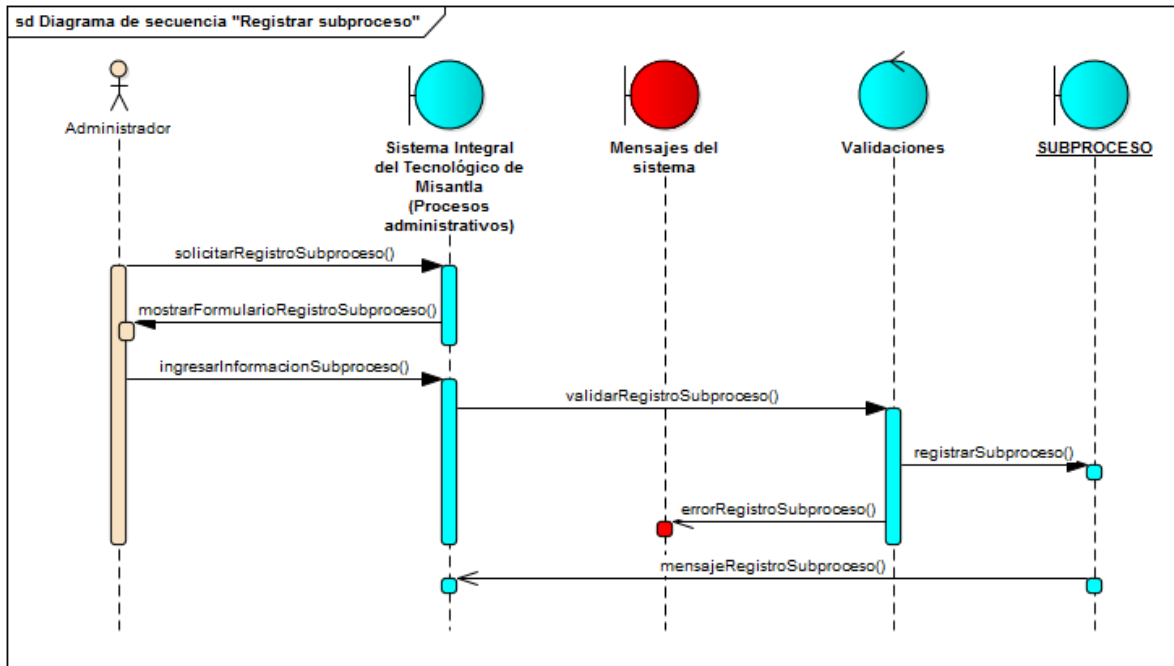 sd Diagrama de secuencia "Registrar subproceso"
Administrador
Sistema Integral
del Tecnológico de
Misantla
(Procesos
administrativos)
Mensajes del
sistema
Validaciones
SUBPROCESO
solicitarRegistroSubproceso()
mostrarFormularioRegistroSubproceso()
ingresarInformacionSubproceso()
validarRegistroSubproceso()
registrarSubproceso()
errorRegistroSubproceso()
mensajeRegistroSubproceso()